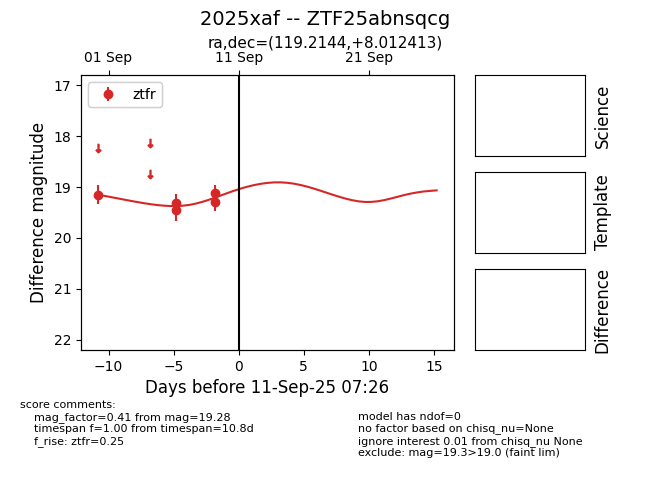 2025xaf -- ZTF25abnsqcg
ra,dec=(119.2144,+8.012413)
01 Sep 11 Sep 21 Sep
ztfr
17
18
19
20
21
22
Difference magnitude
−10 −5 0 5 10 15
Days before 11-Sep-25 07:26
Science
Template
Difference
score comments:
mag_factor=0.41 from mag=19.28
timespan f=1.00 from timespan=10.8d
f_rise: ztfr=0.25
model has ndof=0
no factor based on chisq_nu=None
ignore interest 0.01 from chisq_nu None
exclude: mag=19.3>19.0 (faint lim)